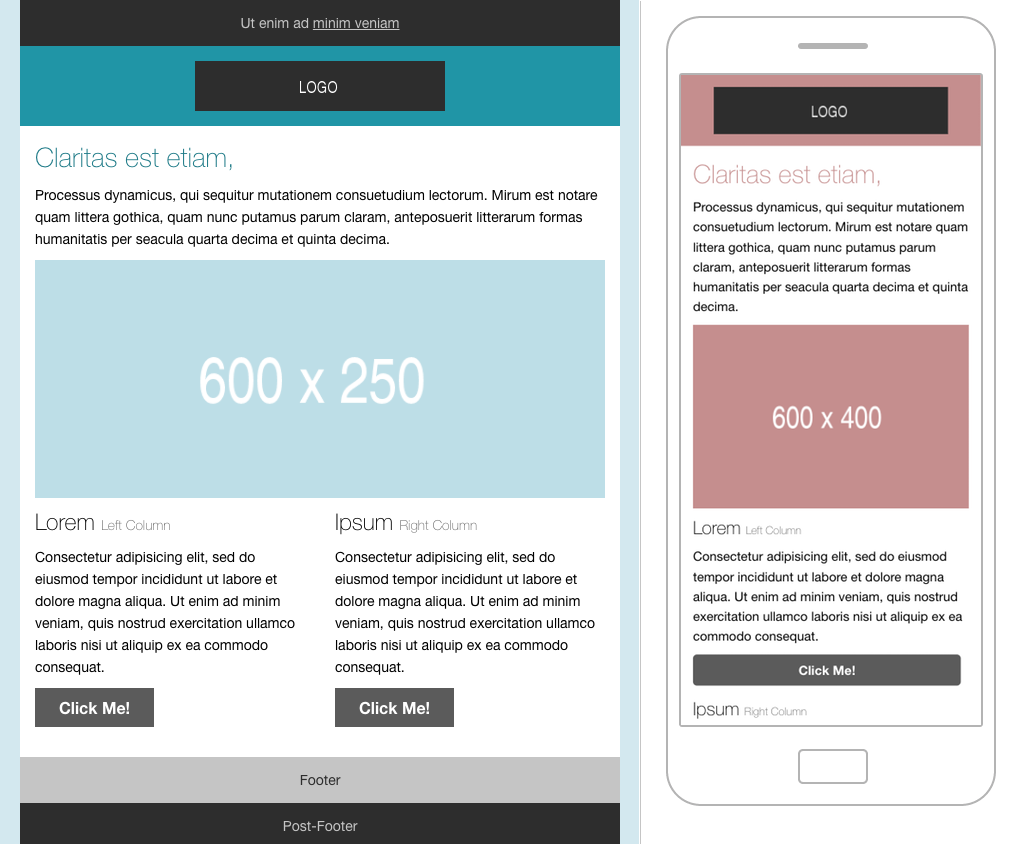 Ut enim ad minim veniam
LOGO
Claritas est etiam,
Processus dynamicus, qui sequitur mutationem consuetudium lectorum. Mirum est notare
quam littera gothica, quam nunc putamus parum claram, anteposuerit litterarum formas
humanitatis per seacula quarta decima et quinta decima.
600 x 250
Lorem Left Column
Consectetur adipisicing elit, sed do
eiusmod tempor incididunt ut labore et
dolore magna aliqua. Ut enim ad minim
veniam, quis nostrud exercitation ullamco
laboris nisi ut aliquip ex ea commodo
consequat.
Click Me!
Ipsum Right Column
Consectetur adipisicing elit, sed do
eiusmod tempor incididunt ut labore et
dolore magna aliqua. Ut enim ad minim
veniam, quis nostrud exercitation ullamco
laboris nisi ut aliquip ex ea commodo
consequat.
Click Me!
Footer
Post-Footer
LOGO
Claritas est etiam,
Processus dynamicus, qui sequitur mutationem
consuetudium lectorum. Mirum est notare quam
littera gothica, quam nunc putamus parum
claram, anteposuerit litterarum formas
humanitatis per seacula quarta decima et quinta
decima.
600 x 400
Lorem Left Column
Consectetur adipisicing elit, sed do eiusmod
tempor incididunt ut labore et dolore magna
aliqua. Ut enim ad minim veniam, quis nostrud
exercitation ullamco laboris nisi ut aliquip ex ea
commodo consequat.
Click Me!
Ipsum Right Column